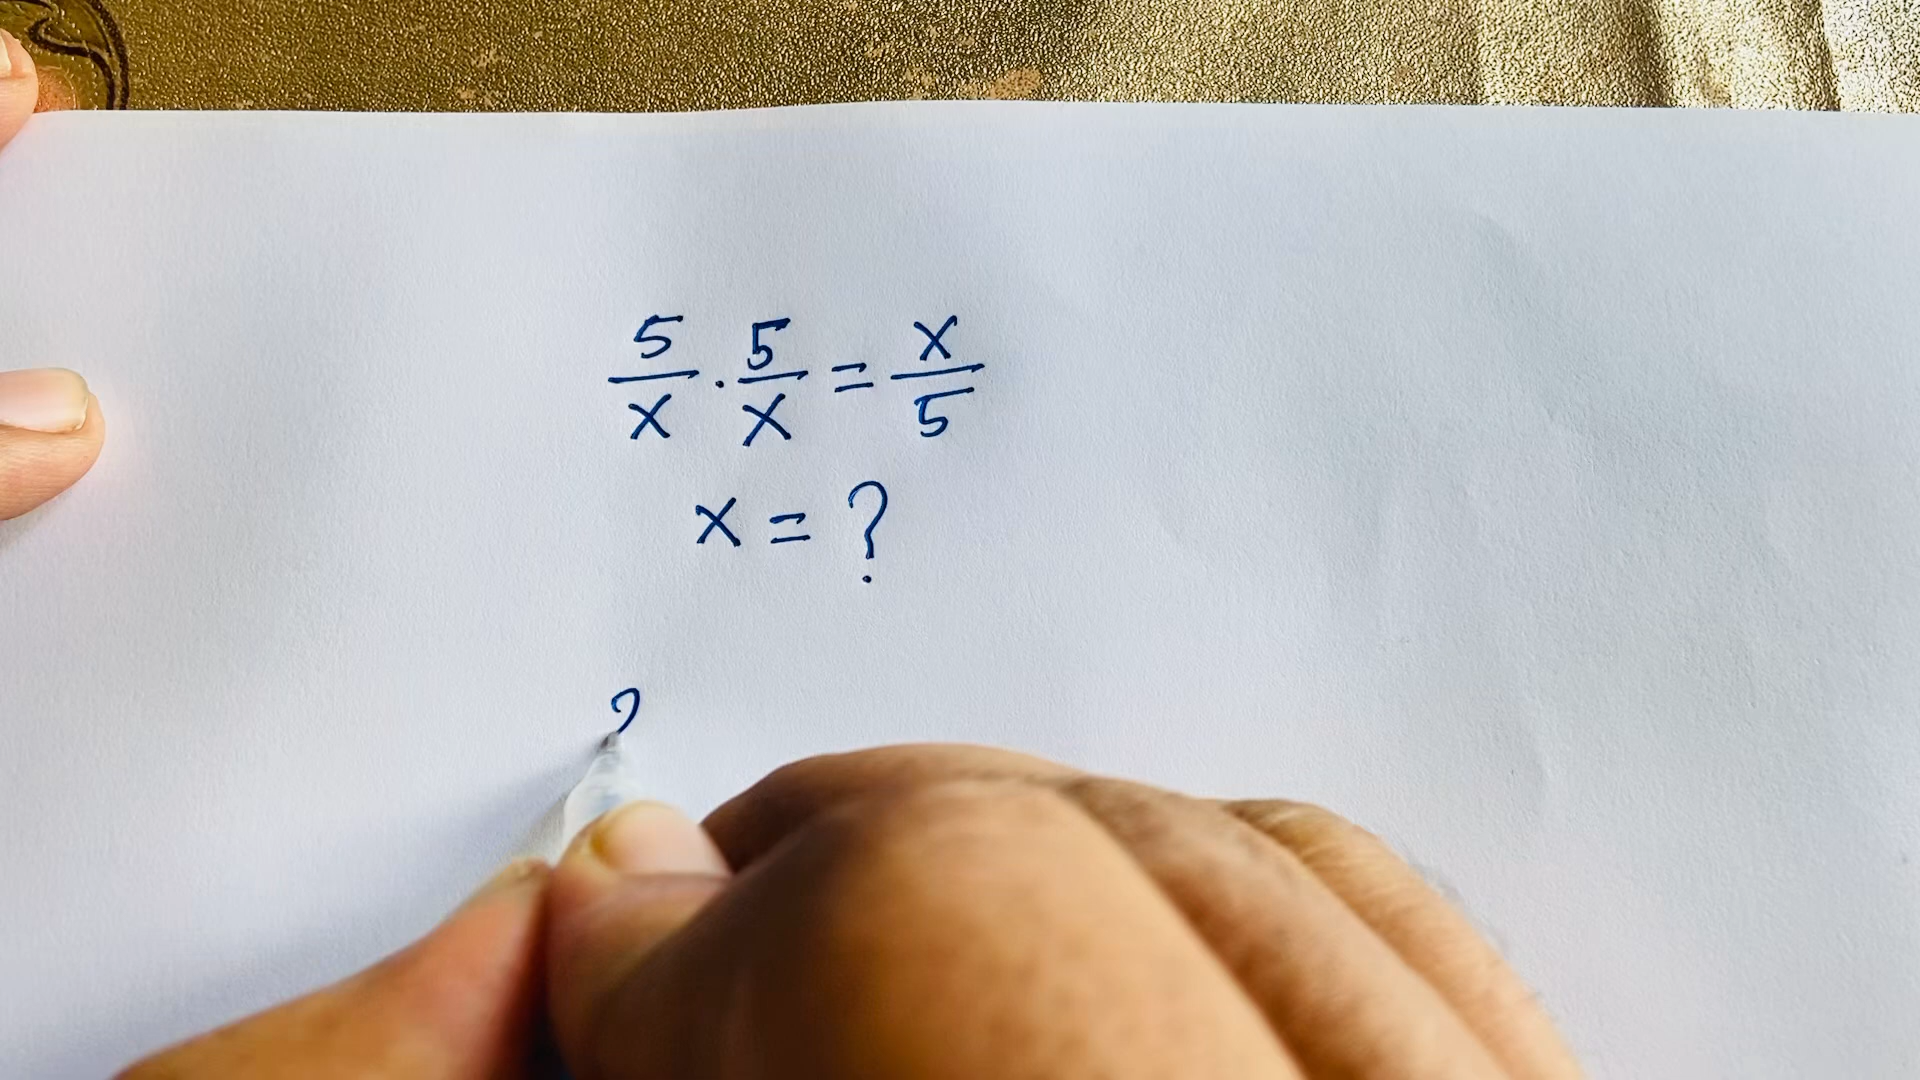 5/x · 5/x = x/5
x = ?